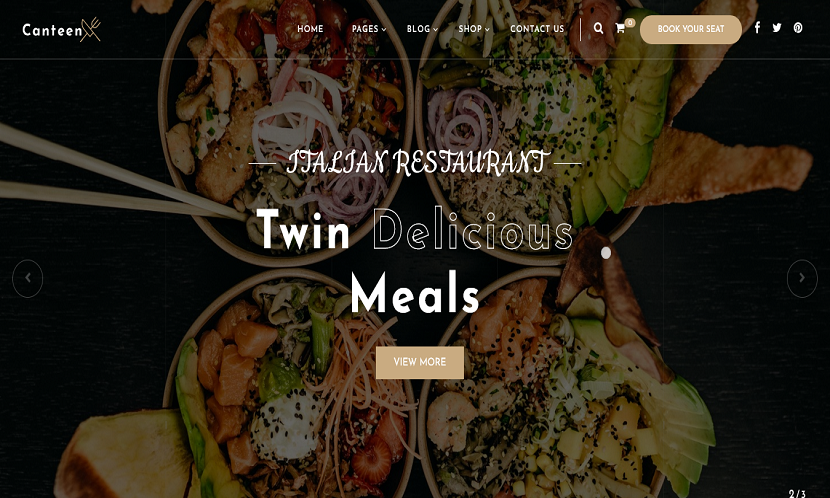 Canteen
HOME PAGES BLOG SHOP CONTACT US 0 BOOK YOUR SEAT
ITALIAN RESTAURANT
Twin Delicious
Meals
VIEW MORE
2/3